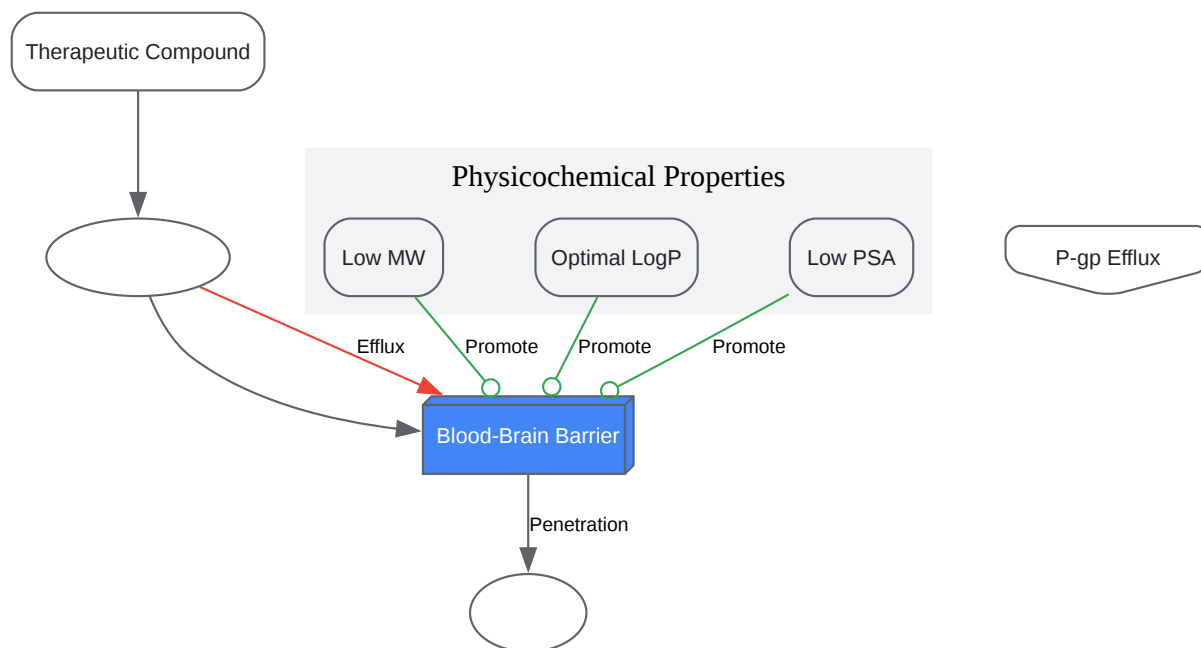 Therapeutic Compound
Physicochemical Properties
Low MW
Optimal LogP
Low PSA
P-gp Efflux
Efflux
Promote
Promote
Promote
Blood-Brain Barrier
Penetration